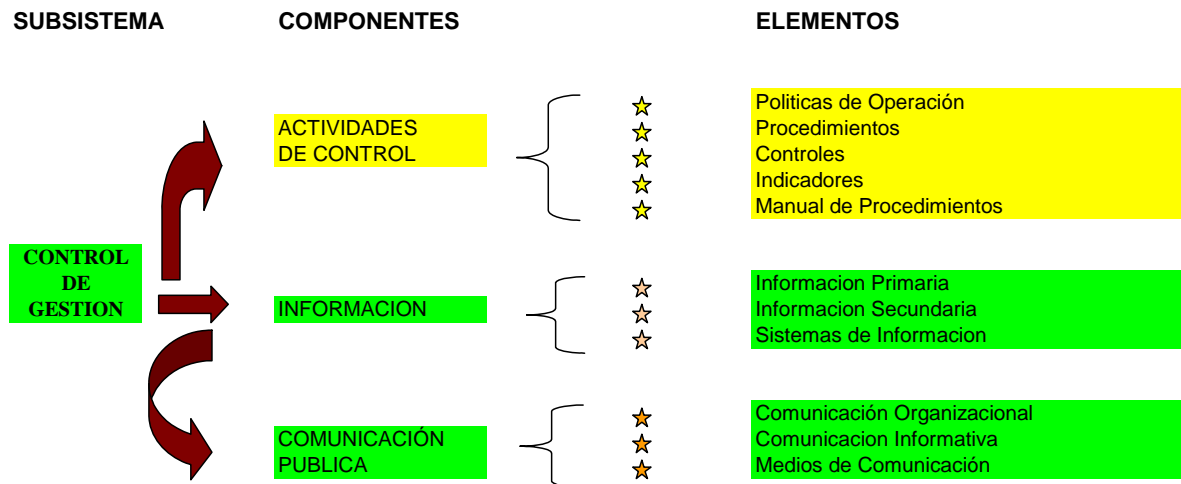 SUBSISTEMA COMPONENTES ELEMENTOS
CONTROL
DE
GESTION
ACTIVIDADES
DE CONTROL
Politicas de Operación
Procedimientos
Controles
Indicadores
Manual de Procedimientos
INFORMACION
Informacion Primaria
Informacion Secundaria
Sistemas de Informacion
COMUNICACIÓN
PUBLICA
Comunicación Organizacional
Comunicacion Informativa
Medios de Comunicación